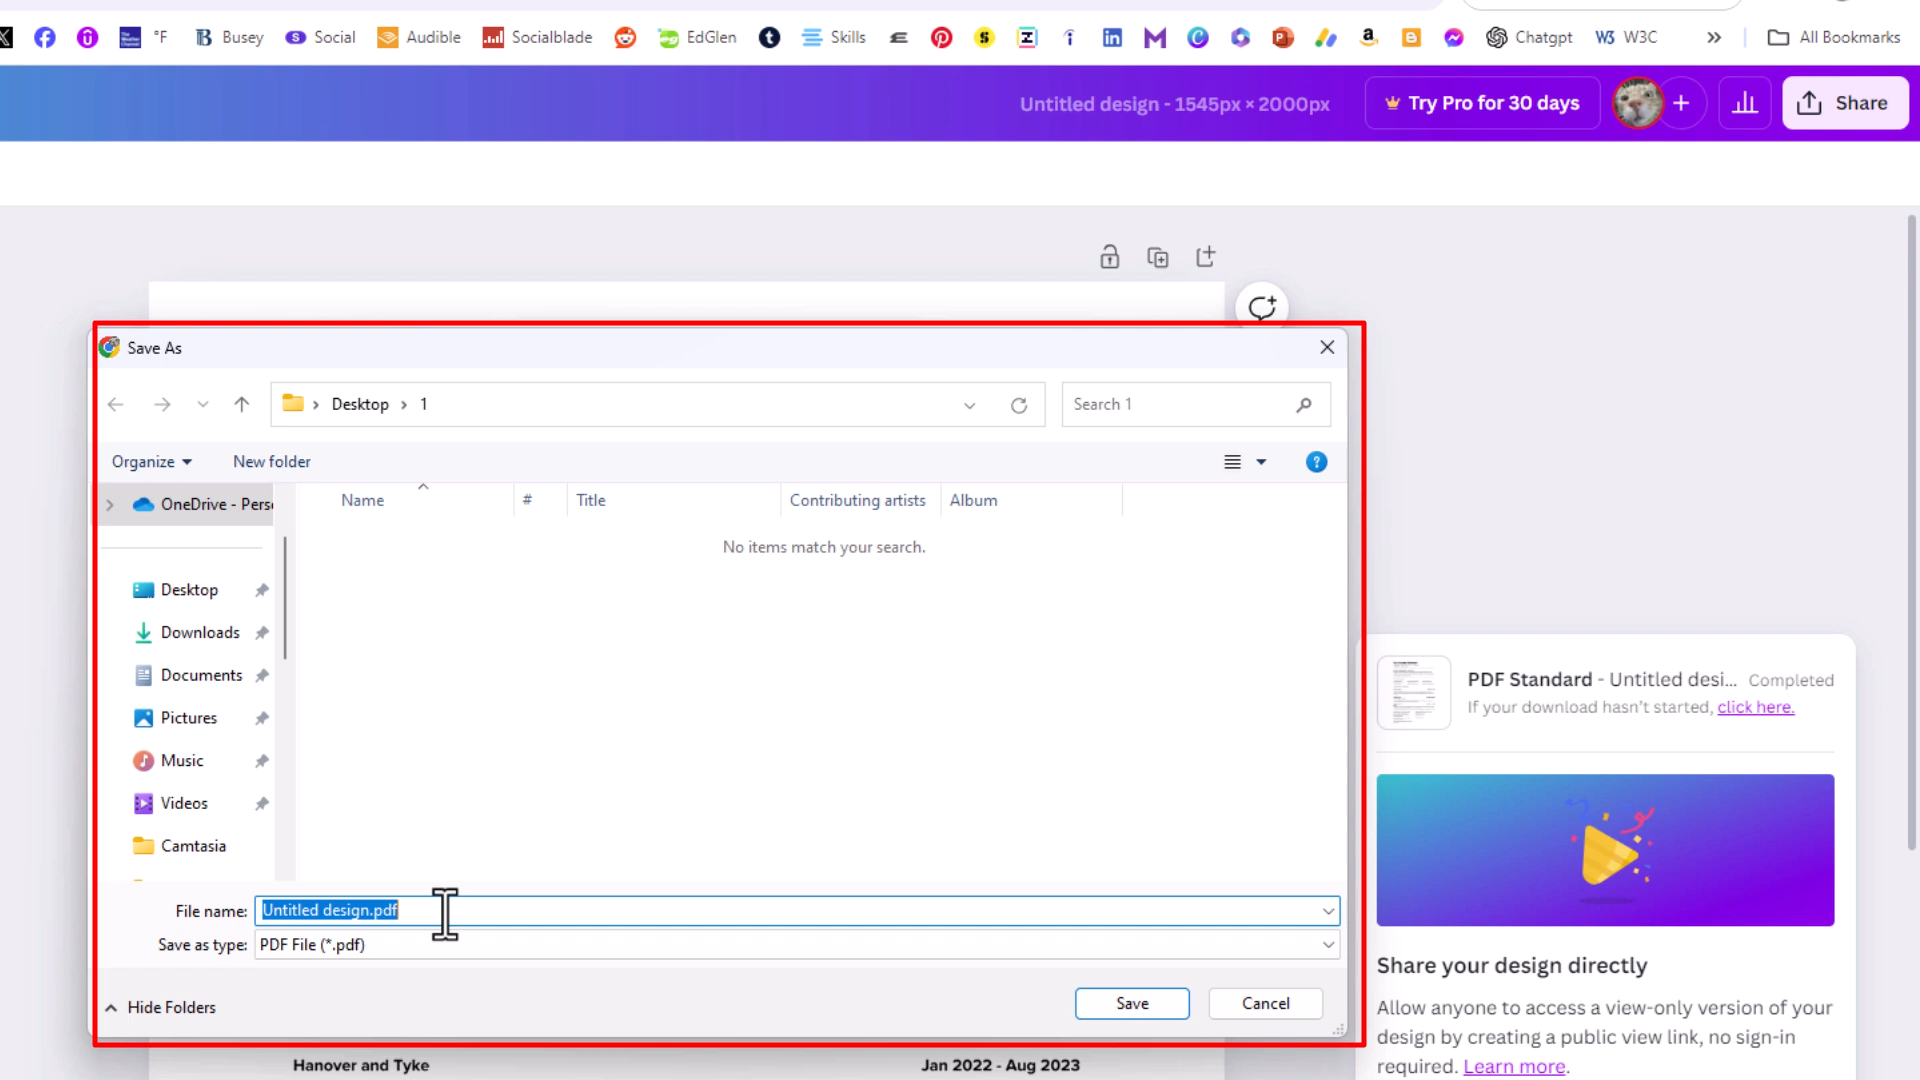 °F Busey Social Audible Socialblade EdGlen Skills Chatgpt W3C All Bookmarks
Untitled design - 1545px × 2000px Try Pro for 30 days Share
Save As
Desktop 1 Search 1
Organize New folder
OneDrive - Pers
Name # Title Contributing artists Album
No items match your search.
Desktop
Downloads
Documents
Pictures
Music
Videos
Camtasia
File name: Untitled design.pdf
Save as type: PDF File (*.pdf)
Hide Folders Save Cancel
PDF Standard - Untitled desi... Completed
If your download hasn't started, click here.
Share your design directly
Allow anyone to access a view-only version of your
design by creating a public view link, no sign-in
required. Learn more.
Hanover and Tyke Jan 2022 - Aug 2023